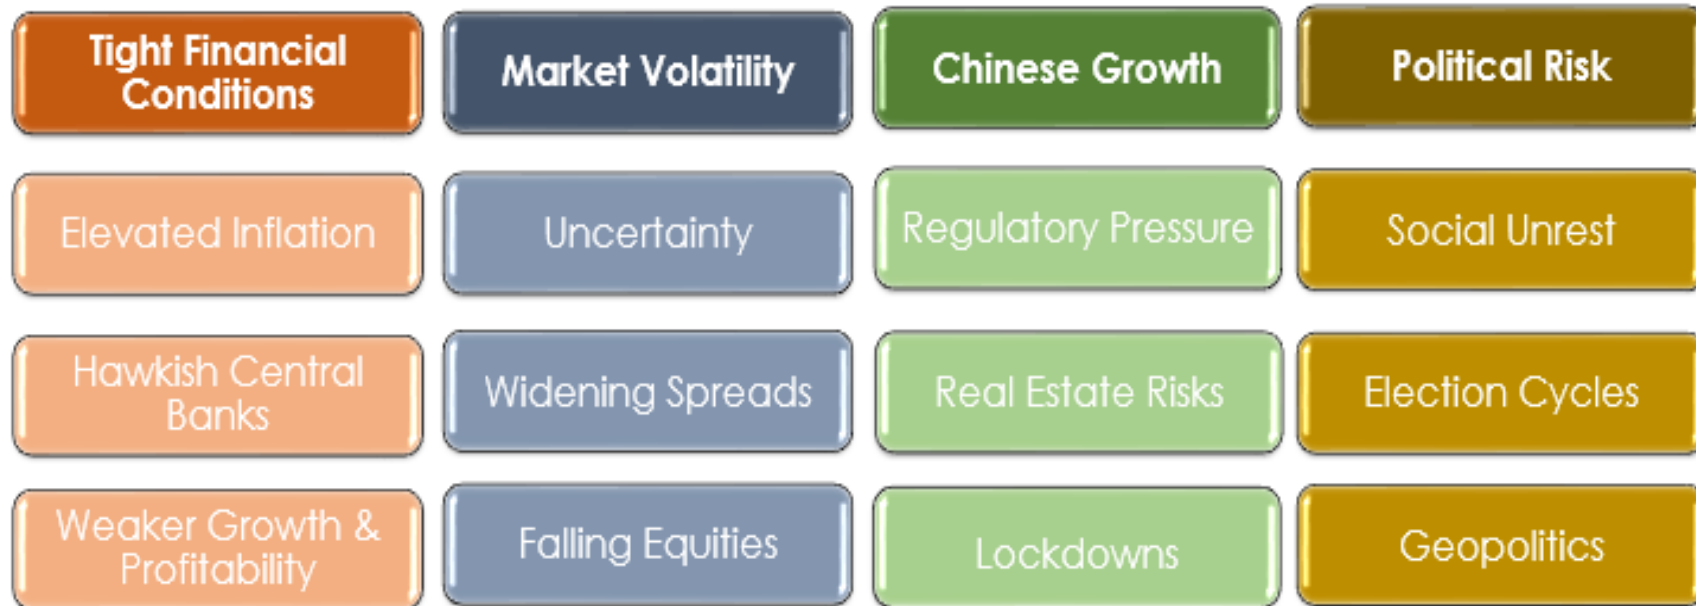 Tight Financial
Conditions
Market Volatility
Chinese Growth
Political Risk
Elevated Inflation
Uncertainty
Regulatory Pressure
Social Unrest
Hawkish Central
Banks
Widening Spreads
Real Estate Risks
Election Cycles
Weaker Growth &
Profitability
Falling Equities
Lockdowns
Geopolitics